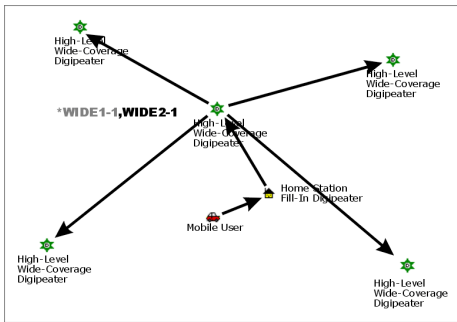 High-Level
Wide-Coverage
Digipeater
High-Level
Wide-Coverage
Digipeater
*WIDE1-1,WIDE2-1
High-Level
Wide-Coverage
Digipeater
Home Station
Fill-In Digipeater
Mobile User
High-Level
Wide-Coverage
Digipeater
High-Level
Wide-Coverage
Digipeater